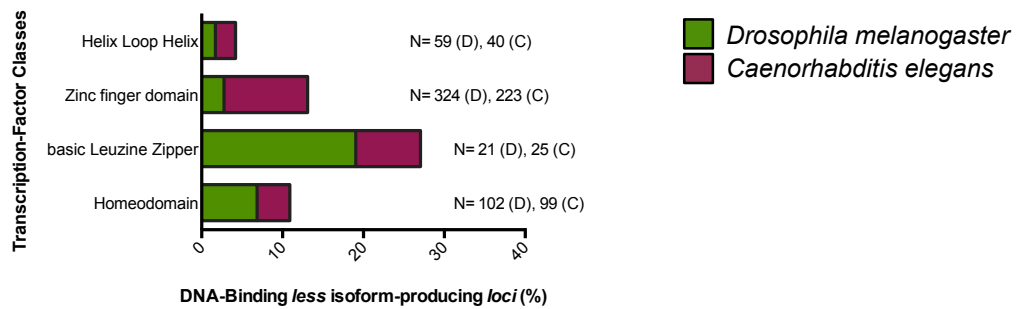 Transcription-Factor Classes
Helix Loop Helix
N= 59 (D), 40 (C)
Zinc finger domain
N= 324 (D), 223 (C)
basic Leuzine Zipper
N= 21 (D), 25 (C)
Homeodomain
N= 102 (D), 99 (C)
0 10 20 30 40
DNA-Binding less isoform-producing loci (%)
Drosophila melanogaster
Caenorhabditis elegans